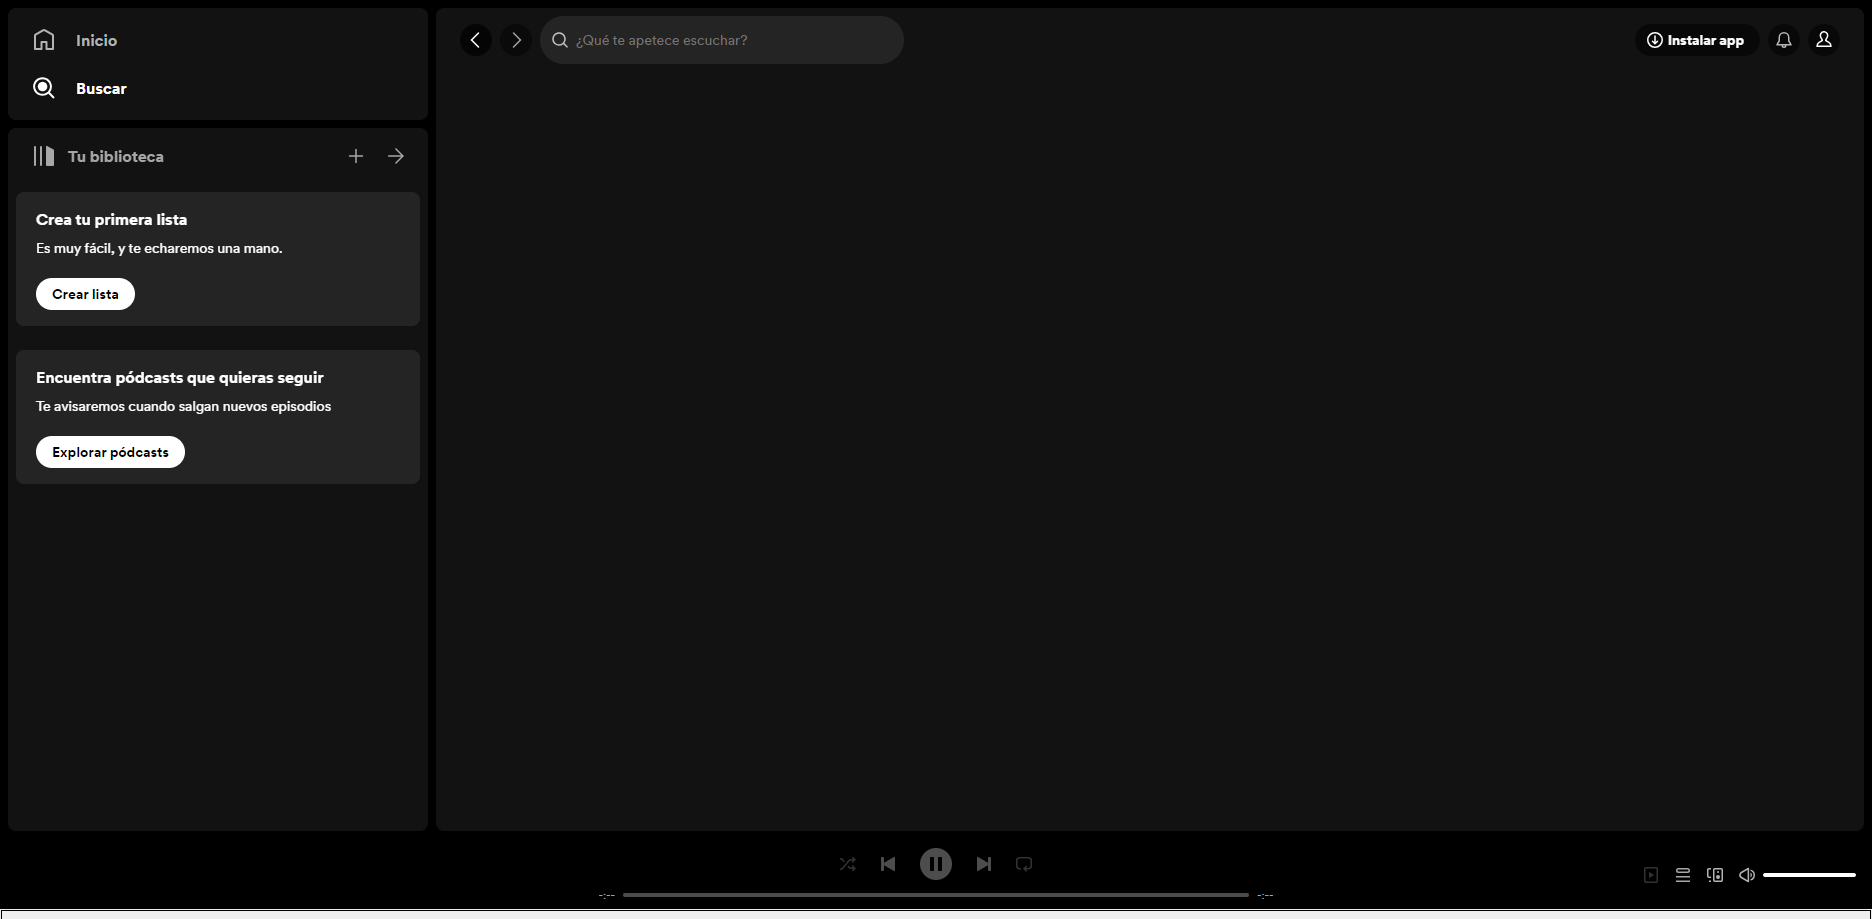 Inicio
Buscar
Tu biblioteca
Crea tu primera lista
Es muy fácil, y te echaremos una mano.
Crear lista
Encuentra pódcasts que quieras seguir
Te avisaremos cuando salgan nuevos episodios
Explorar pódcasts
¿Qué te apetece escuchar?
Instalar app
-:--
-:--